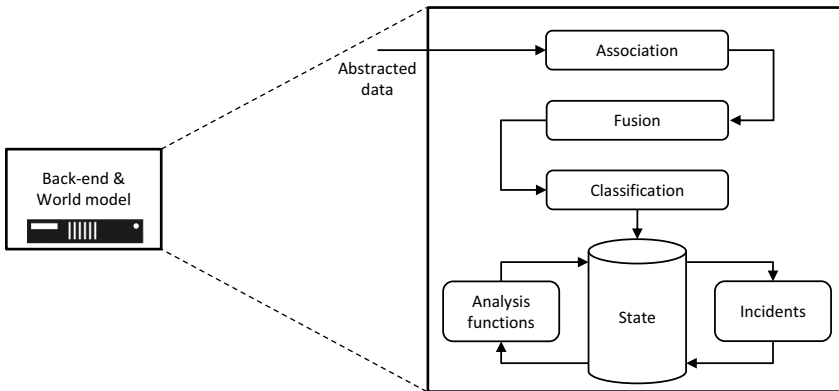 Abstracted
data
Association
Fusion
Classification
Back-end &
World model
Analysis
functions
State
Incidents